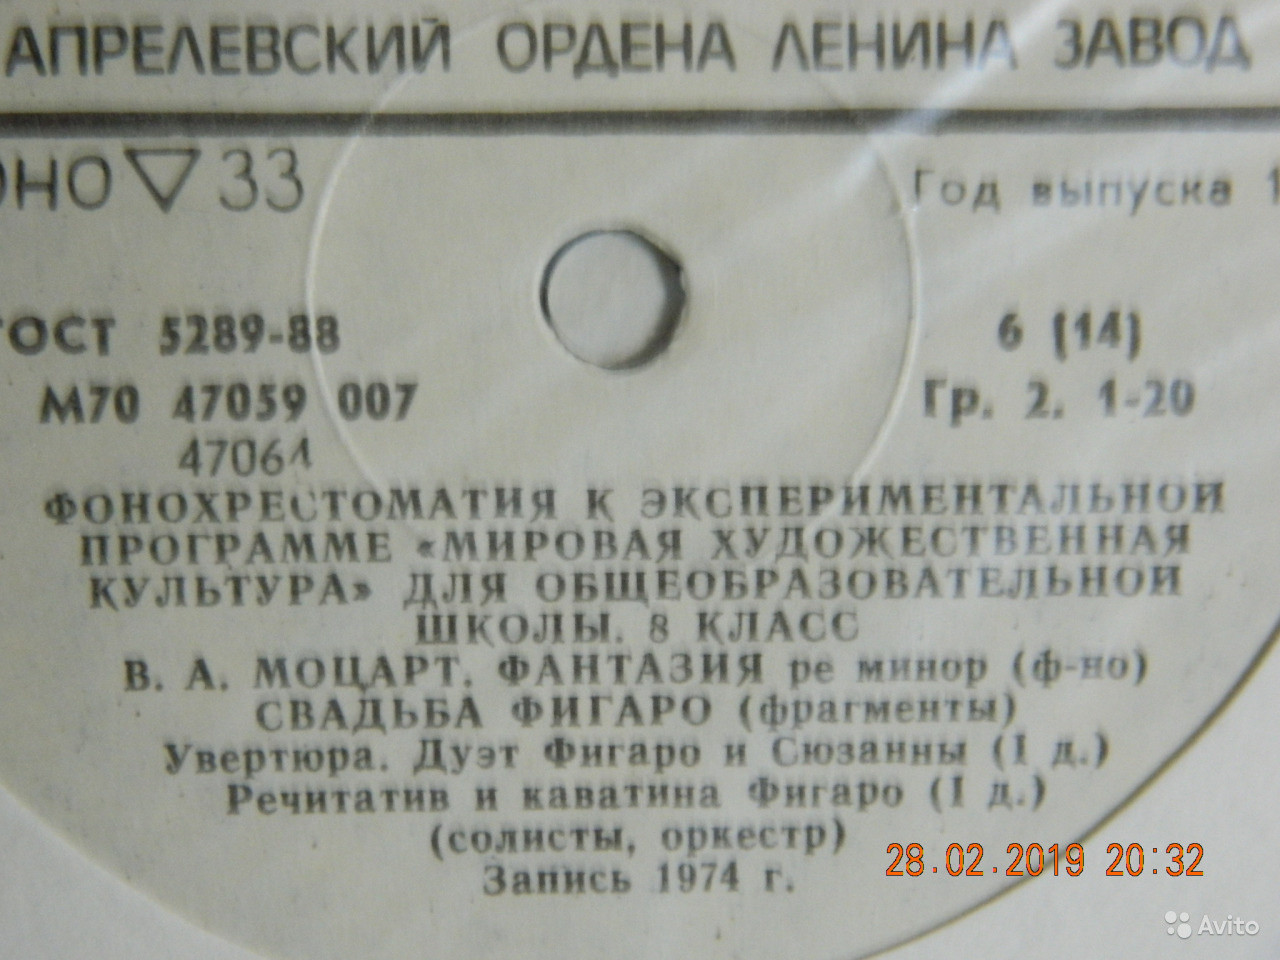 АПРЕЛЕВСКИЙ ОРДЕНА ЛЕНИНА ЗАВОД
ОНО ▽ 33
Год выпуска 1
ГОСТ 5289-88
6 (14)
М70 47059 007
Гр. 2. 1-20
47061
ФОНОХРЕСТОМАТИЯ К ЭКСПЕРИМЕНТАЛЬНОЙ
ПРОГРАММЕ «МИРОВАЯ ХУДОЖЕСТВЕННАЯ
КУЛЬТУРА» ДЛЯ ОБЩЕОБРАЗОВАТЕЛЬНОЙ
ШКОЛЫ. 8 КЛАСС
В. А. МОЦАРТ. ФАНТАЗИЯ ре минор (ф-но)
СВАДЬБА ФИГАРО (фрагменты)
Увертюра. Дуэт Фигаро и Сюзанны (I д.)
Речитатив и каватина Фигаро (I д.)
(солисты, оркестр)
Запись 1974 г.
28.02.2019 20:32
Avito